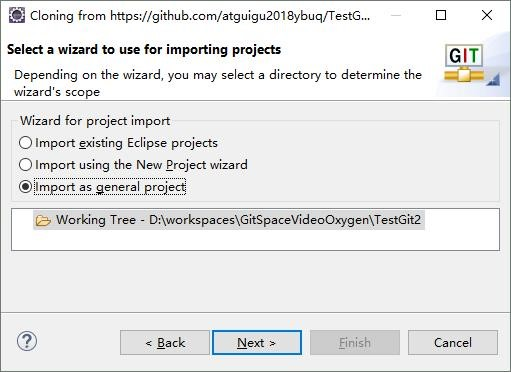 Cloning from https://github.com/atguigu2018ybuq/TestG...
Select a wizard to use for importing projects
Depending on the wizard, you may select a directory to determine the
wizard's scope
GIT
Wizard for project import
Import existing Eclipse projects
Import using the New Project wizard
Import as general project
Working Tree - D:\workspaces\GitSpaceVideoOxygen\TestGit2
?
< Back
Next >
Finish
Cancel